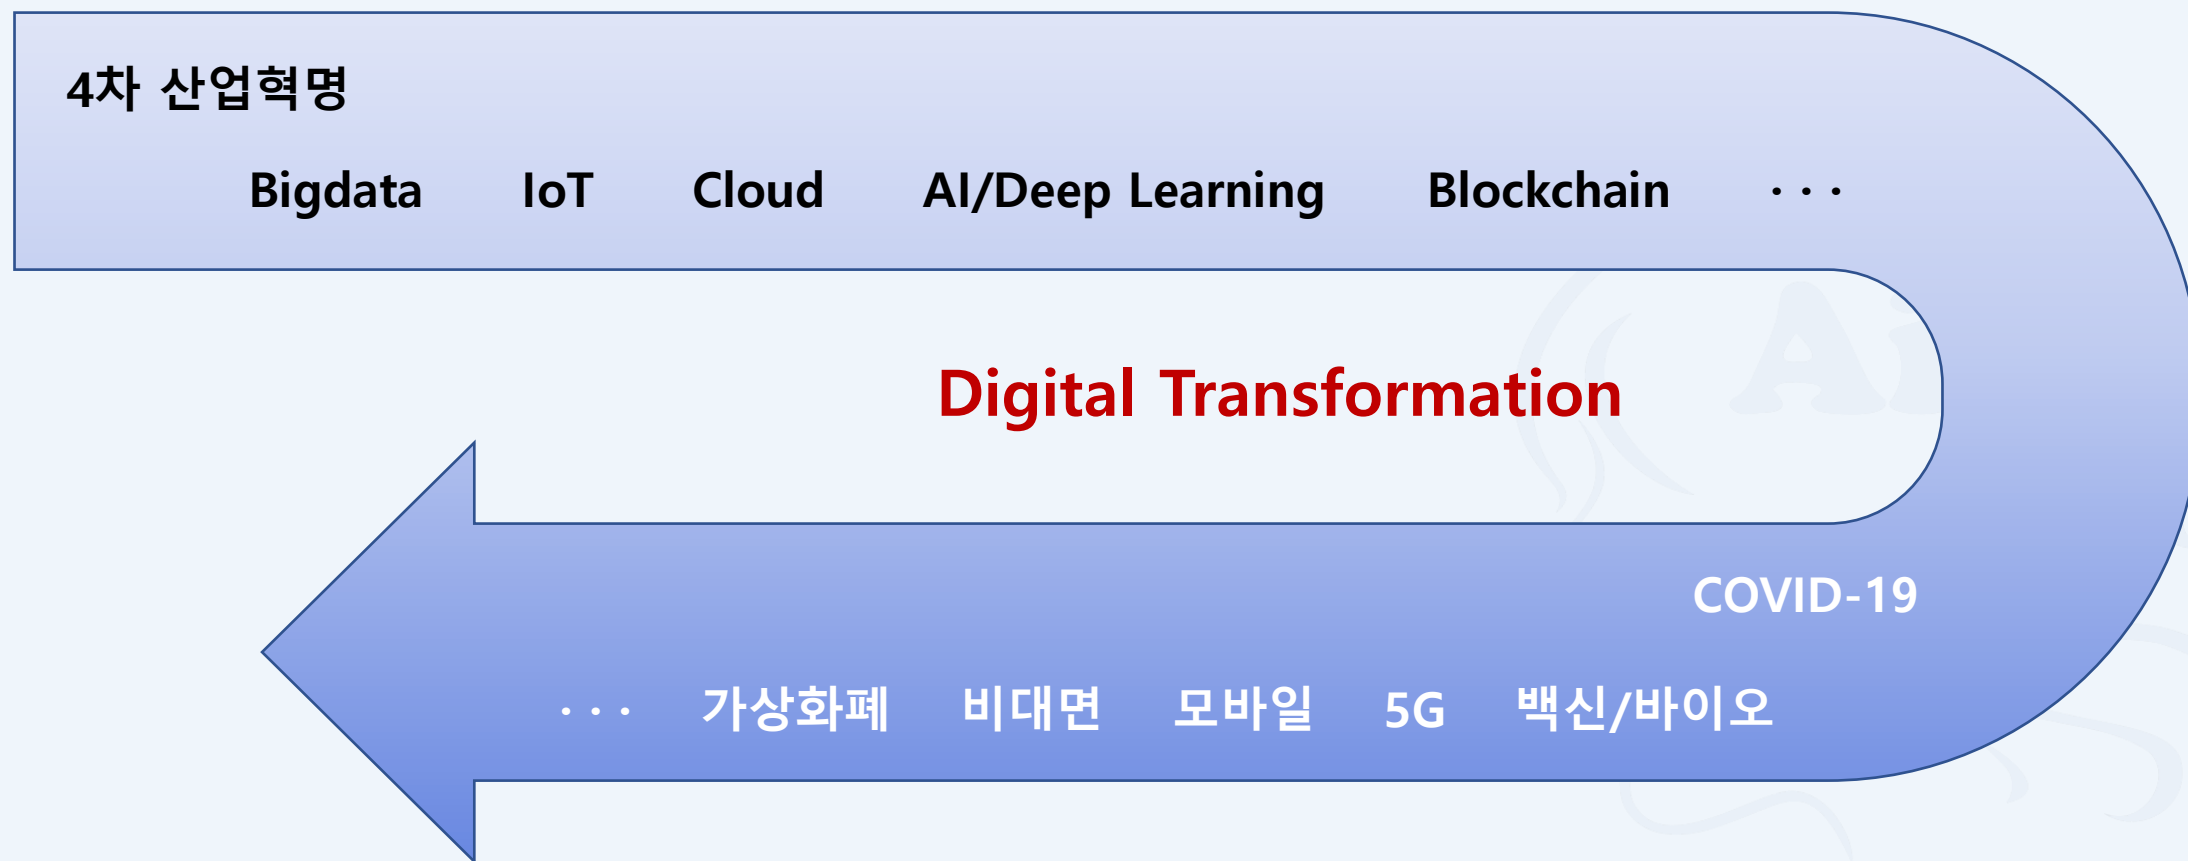 4차 산업혁명
Bigdata IoT Cloud AI/Deep Learning Blockchain · · ·
Digital Transformation
COVID-19
· · · 가상화폐 비대면 모바일 5G 백신/바이오